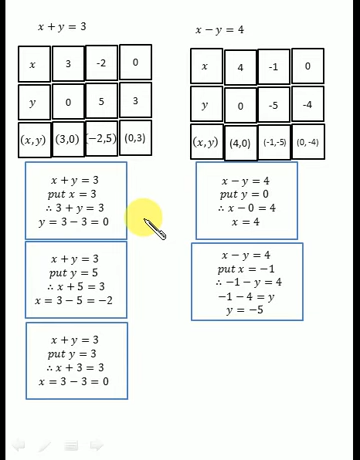 x + y = 3
x 3 -2 0
y 0 5 3
(x, y) (3,0) (−2,5) (0,3)
x + y = 3
put x = 3
∴ 3 + y = 3
y = 3 − 3 = 0
x + y = 3
put y = 5
∴ x + 5 = 3
x = 3 − 5 = −2
x + y = 3
put y = 3
∴ x + 3 = 3
x = 3 − 3 = 0
x − y = 4
x 4 -1 0
y 0 -5 -4
(x, y) (4,0) (-1,-5) (0, -4)
x − y = 4
put y = 0
∴ x − 0 = 4
x = 4
x − y = 4
put x = −1
∴ −1 − y = 4
−1 − 4 = y
y = −5